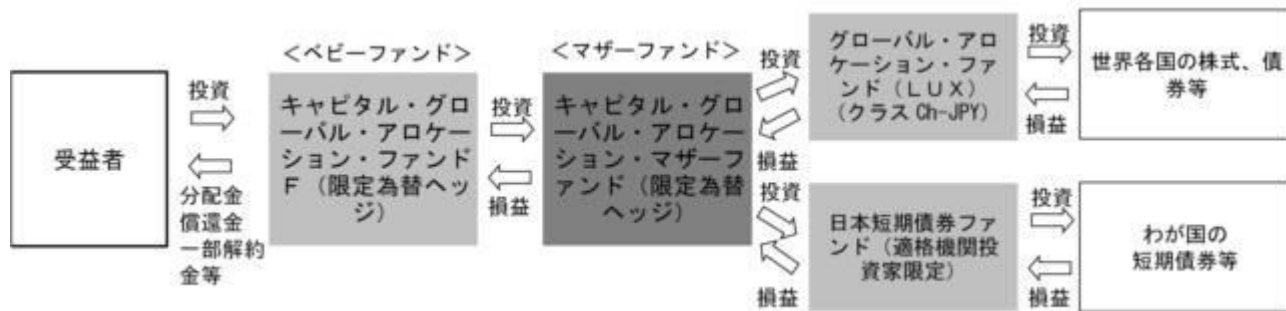 受益者
投資
分配金
償還金
一部解約
金等
＜ベビーファンド＞
キャピタル・グロ
ーバル・アロケー
ション・ファンド
Ｆ（限定為替ヘッ
ジ）
投資
損益
＜マザーファンド＞
キャピタル・グロ
ーバル・アロケー
ション・マザーフ
ァンド（限定為替
ヘッジ）
投資
損益
投資
損益
グローバル・アロ
ケーション・ファ
ンド（ＬＵＸ）
（クラス Ch-JPY）
投資
損益
世界各国の株式、債
券等
日本短期債券ファ
ンド（適格機関投
資家限定）
投資
損益
わが国の
短期債券等